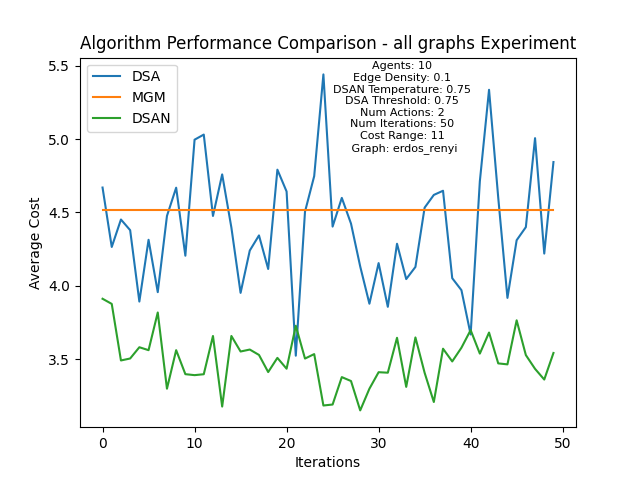 Algorithm Performance Comparison - all graphs Experiment
DSA
MGM
DSAN
Agents: 10
Edge Density: 0.1
DSAN Temperature: 0.75
DSA Threshold: 0.75
Num Actions: 2
Num Iterations: 50
Cost Range: 11
Graph: erdos_renyi
Average Cost
5.5
5.0
4.5
4.0
3.5
0 10 20 30 40 50
Iterations